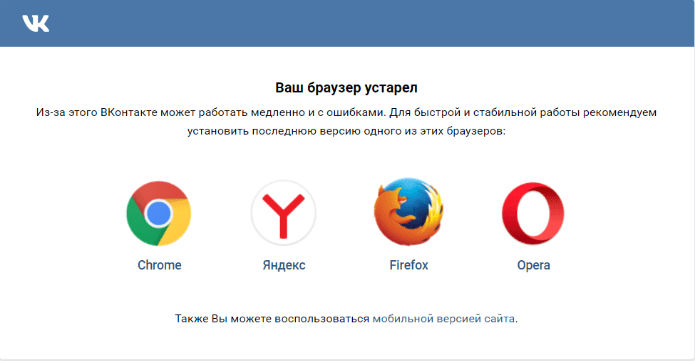 Ваш браузер устарел
Из-за этого ВКонтакте может работать медленно и с ошибками. Для быстрой и стабильной работы рекомендуем
установить последнюю версию одного из этих браузеров:
Chrome Яндекс Firefox Opera
Также Вы можете воспользоваться мобильной версией сайта.